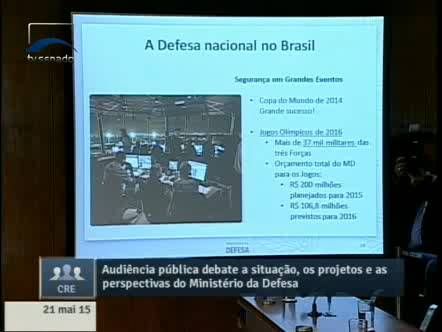 tv senado
A Defesa nacional no Brasil
Segurança em Grandes Eventos
• Copa do Mundo de 2014
Grande sucesso!
• Jogos Olímpicos de 2016
• Mais de 37 mil militares das
três Forças
• Orçamento total do MD
para os Jogos:
• R$ 200 milhões
planejados para 2015
• R$ 106,8 milhões
previstos para 2016
DEFESA
CRE
Audiência pública debate a situação, os projetos e as
perspectivas do Ministério da Defesa
21 mai 15